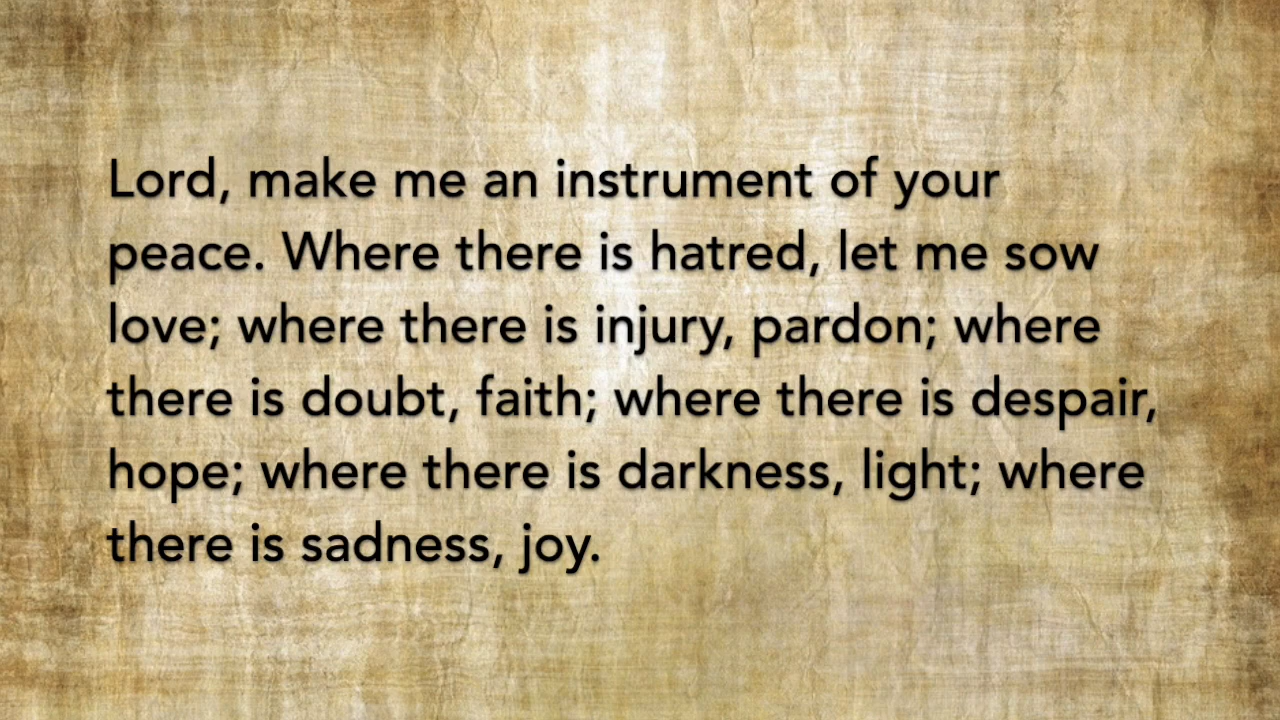 Lord, make me an instrument of your
peace. Where there is hatred, let me sow
love; where there is injury, pardon; where
there is doubt, faith; where there is despair,
hope; where there is darkness, light; where
there is sadness, joy.